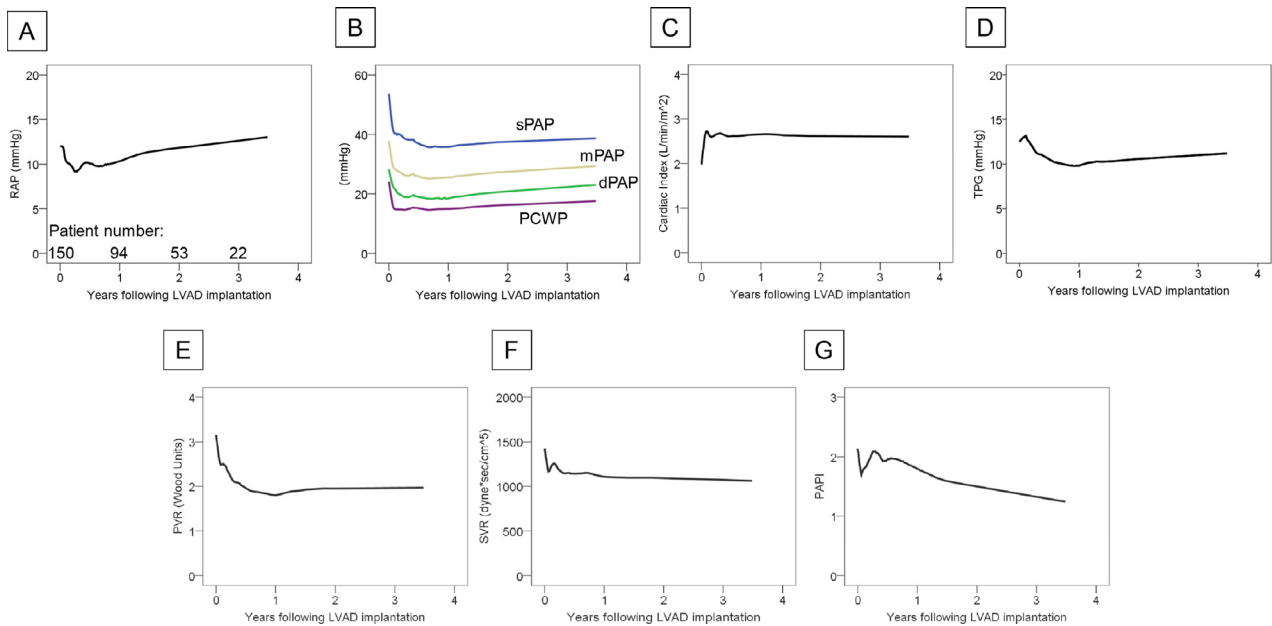 A
RAP (mmHg)
20
15
10
5
0
Patient number:
150 94 53 22
0 1 2 3 4
Years following LVAD implantation
B
(mmHg)
60
40
20
0
sPAP
mPAP
dPAP
PCWP
0 1 2 3 4
Years following LVAD implantation
C
Cardiac Index (L/min/m^2)
4
3
2
1
0
0 1 2 3 4
Years following LVAD implantation
D
TPG (mmHg)
20
15
10
5
0
0 1 2 3 4
Years following LVAD implantation
E
PVR (Wood Units)
4
3
2
1
0
0 1 2 3 4
Years following LVAD implantation
F
SVR (dyne*sec/cm^5)
2000
1500
1000
500
0
0 1 2 3 4
Years following LVAD implantation
G
PAPI
3
2
1
0
0 1 2 3 4
Years following LVAD implantation